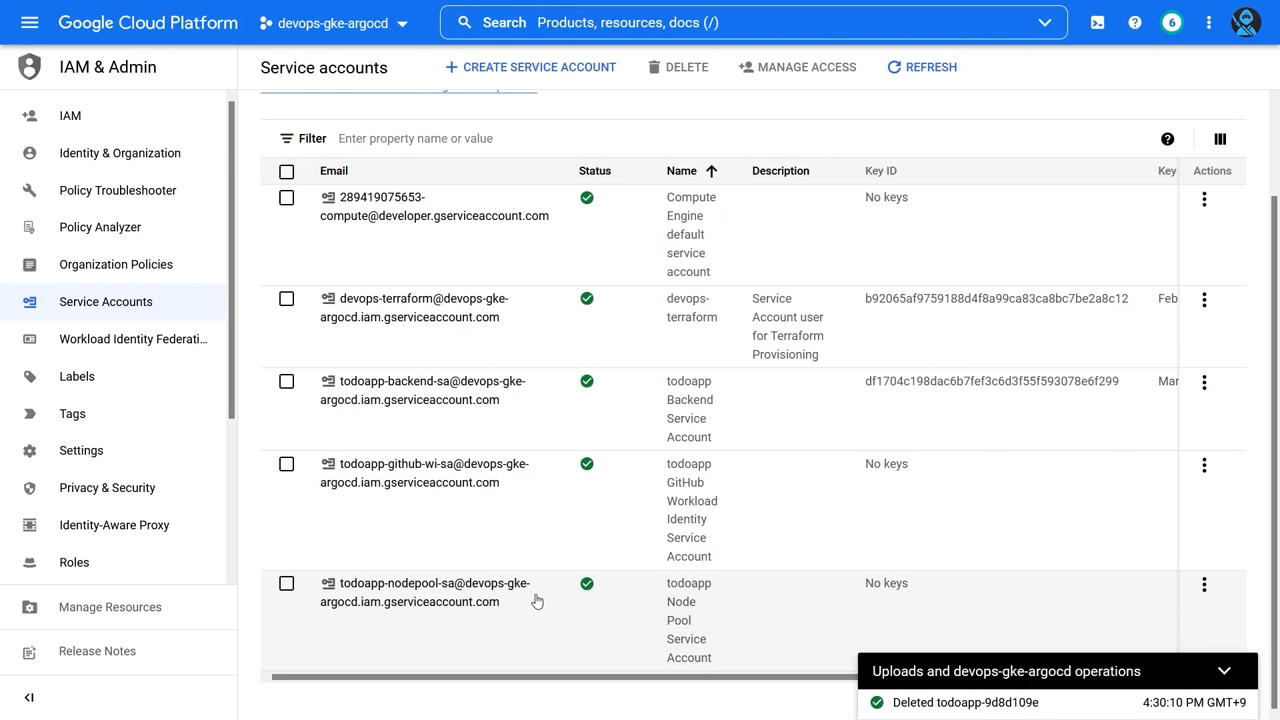 Google Cloud Platform
devops-gke-argocd
Search Products, resources, docs (/)
6
IAM & Admin
Service accounts
CREATE SERVICE ACCOUNT
DELETE
MANAGE ACCESS
REFRESH
IAM
Identity & Organization
Policy Troubleshooter
Policy Analyzer
Organization Policies
Service Accounts
Workload Identity Federati...
Labels
Tags
Settings
Privacy & Security
Identity-Aware Proxy
Roles
Manage Resources
Release Notes
Filter Enter property name or value
Email Status Name Description Key ID Key Actions
289419075653-
compute@developer.gserviceaccount.com
Compute
Engine
default
service
account
No keys
devops-terraform@devops-gke-
argocd.iam.gserviceaccount.com
devops-
terraform
Service
Account user
for Terraform
Provisioning
b92065af9759188d4f8a99ca83ca8bc7be2a8c12
Feb
todoapp-backend-sa@devops-gke-
argocd.iam.gserviceaccount.com
todoapp
Backend
Service
Account
df1704c198dac6b7fef3c6d3f55f593078e6f299
Mar
todoapp-github-wi-sa@devops-gke-
argocd.iam.gserviceaccount.com
todoapp
GitHub
Workload
Identity
Service
Account
No keys
todoapp-nodepool-sa@devops-gke-
argocd.iam.gserviceaccount.com
todoapp
Node
Pool
Service
Account
No keys
Uploads and devops-gke-argocd operations
Deleted todoapp-9d8d109e 4:30:10 PM GMT+9